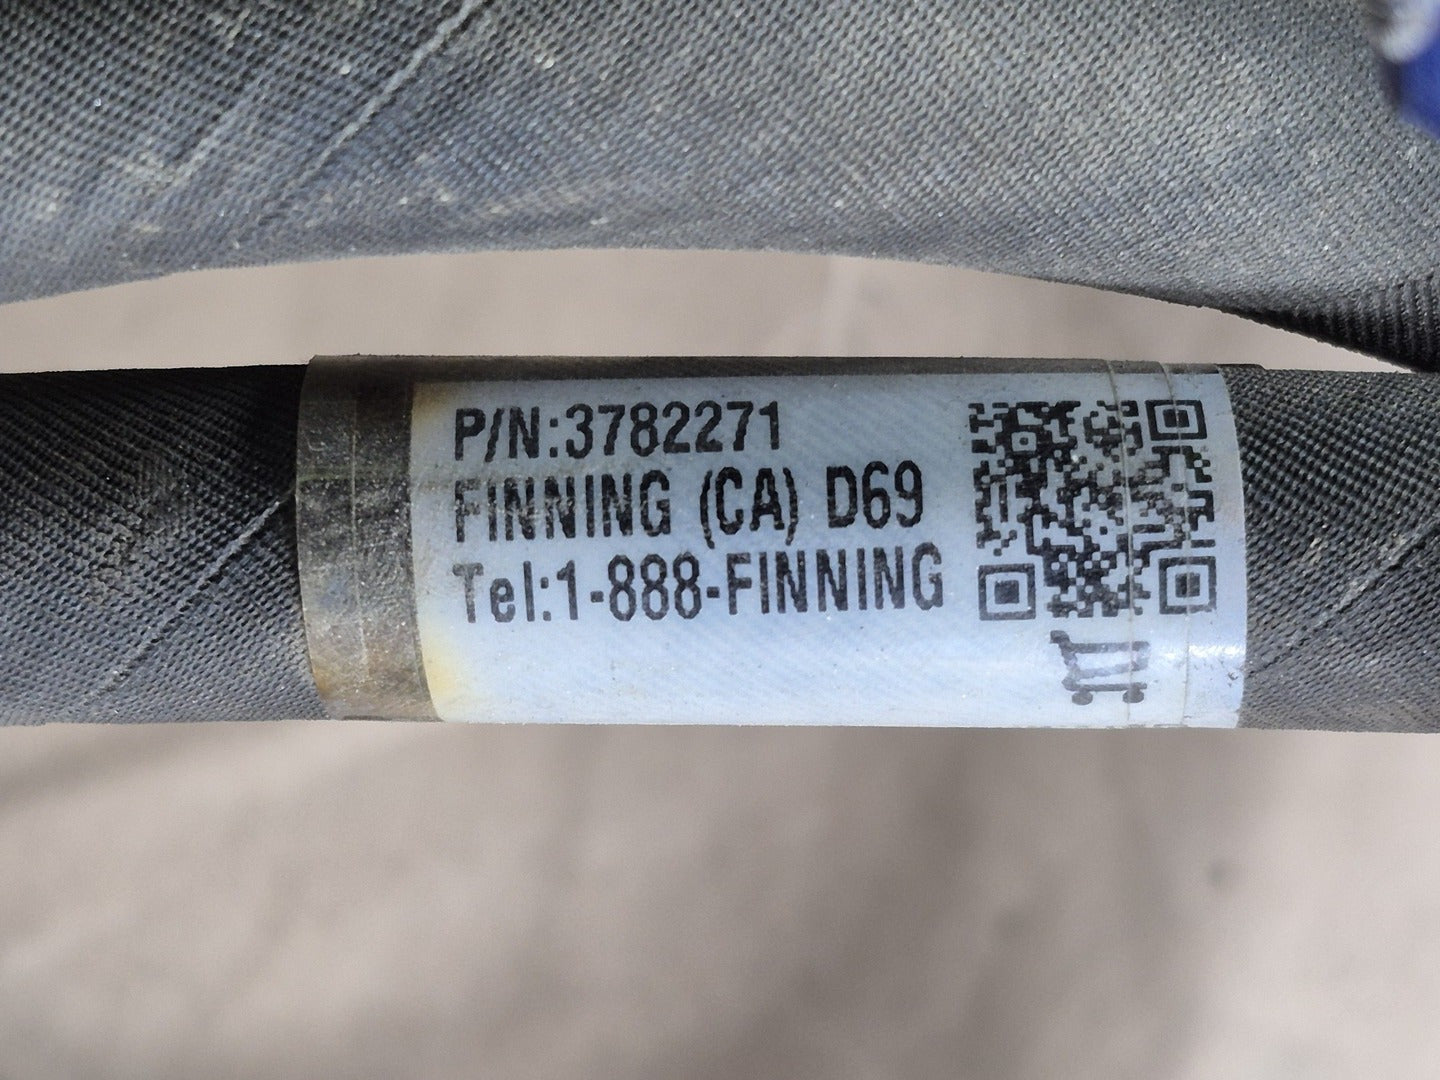 P/N:3782271
FINNING (CA) D69
Tel:1-888-FINNING